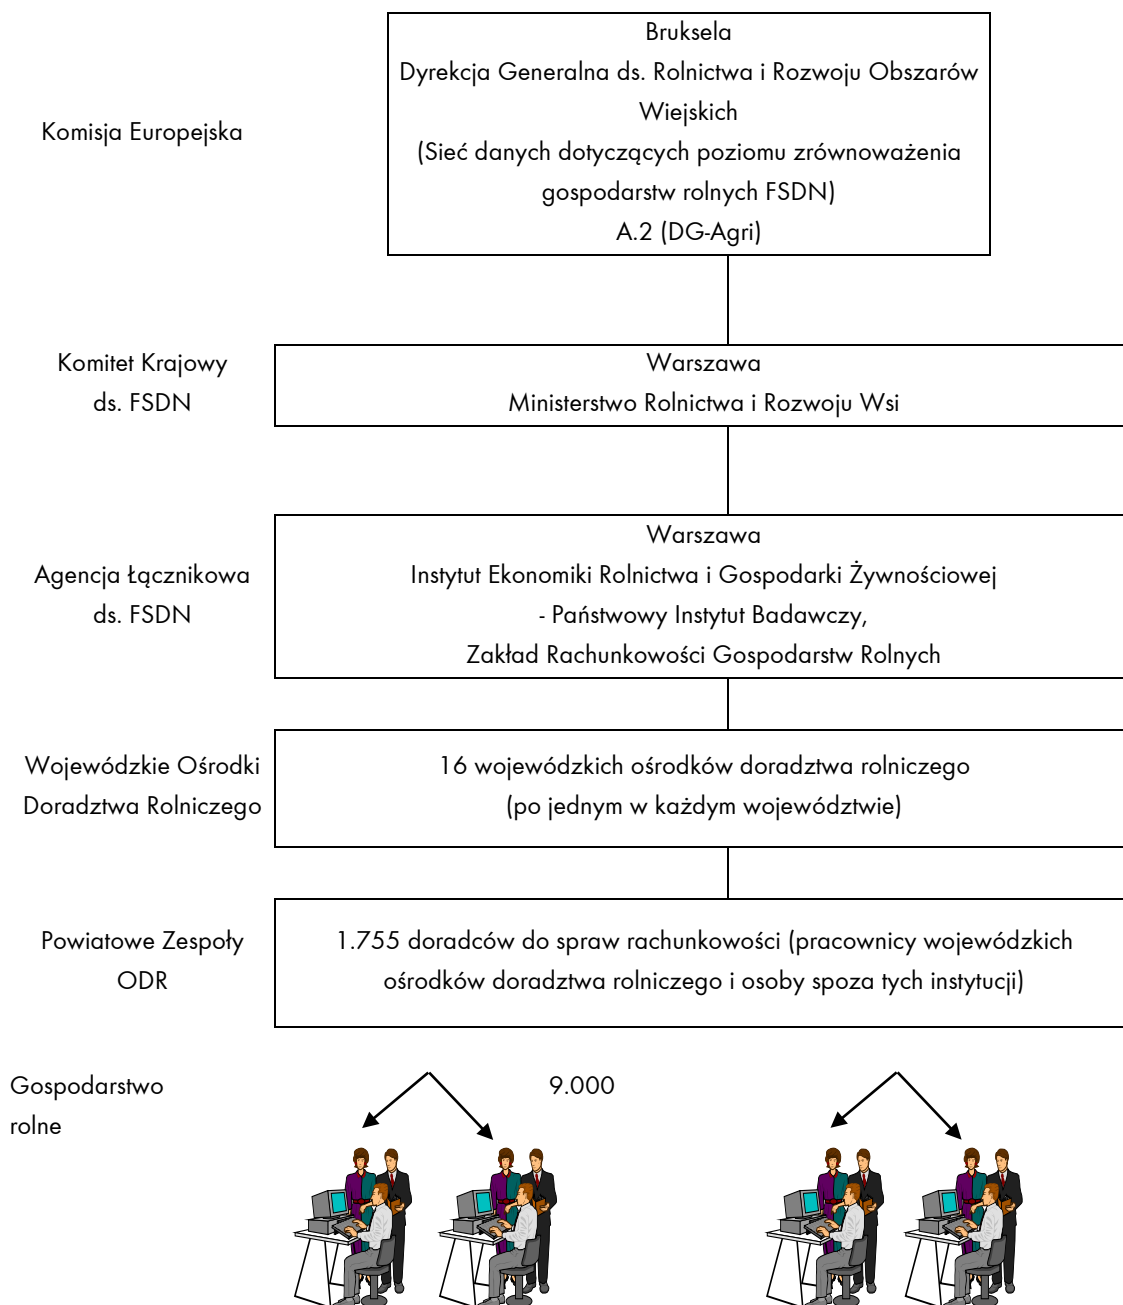 Bruksela
Dyrekcja Generalna ds. Rolnictwa i Rozwoju Obszarów
Wiejskich
Komisja Europejska
(Sieć danych dotyczących poziomu zrównoważenia
gospodarstw rolnych FSDN)
A.2 (DG-Agri)
Komitet Krajowy
ds. FSDN
Warszawa
Ministerstwo Rolnictwa i Rozwoju Wsi
Agencja Łącznikowa
ds. FSDN
Warszawa
Instytut Ekonomiki Rolnictwa i Gospodarki Żywnościowej
- Państwowy Instytut Badawczy,
Zakład Rachunkowości Gospodarstw Rolnych
Wojewódzkie Ośrodki
Doradztwa Rolniczego
16 wojewódzkich ośrodków doradztwa rolniczego
(po jednym w każdym województwie)
Powiatowe Zespoły
ODR
1.755 doradców do spraw rachunkowości (pracownicy wojewódzkich
ośrodków doradztwa rolniczego i osoby spoza tych instytucji)
Gospodarstwo
rolne
9.000